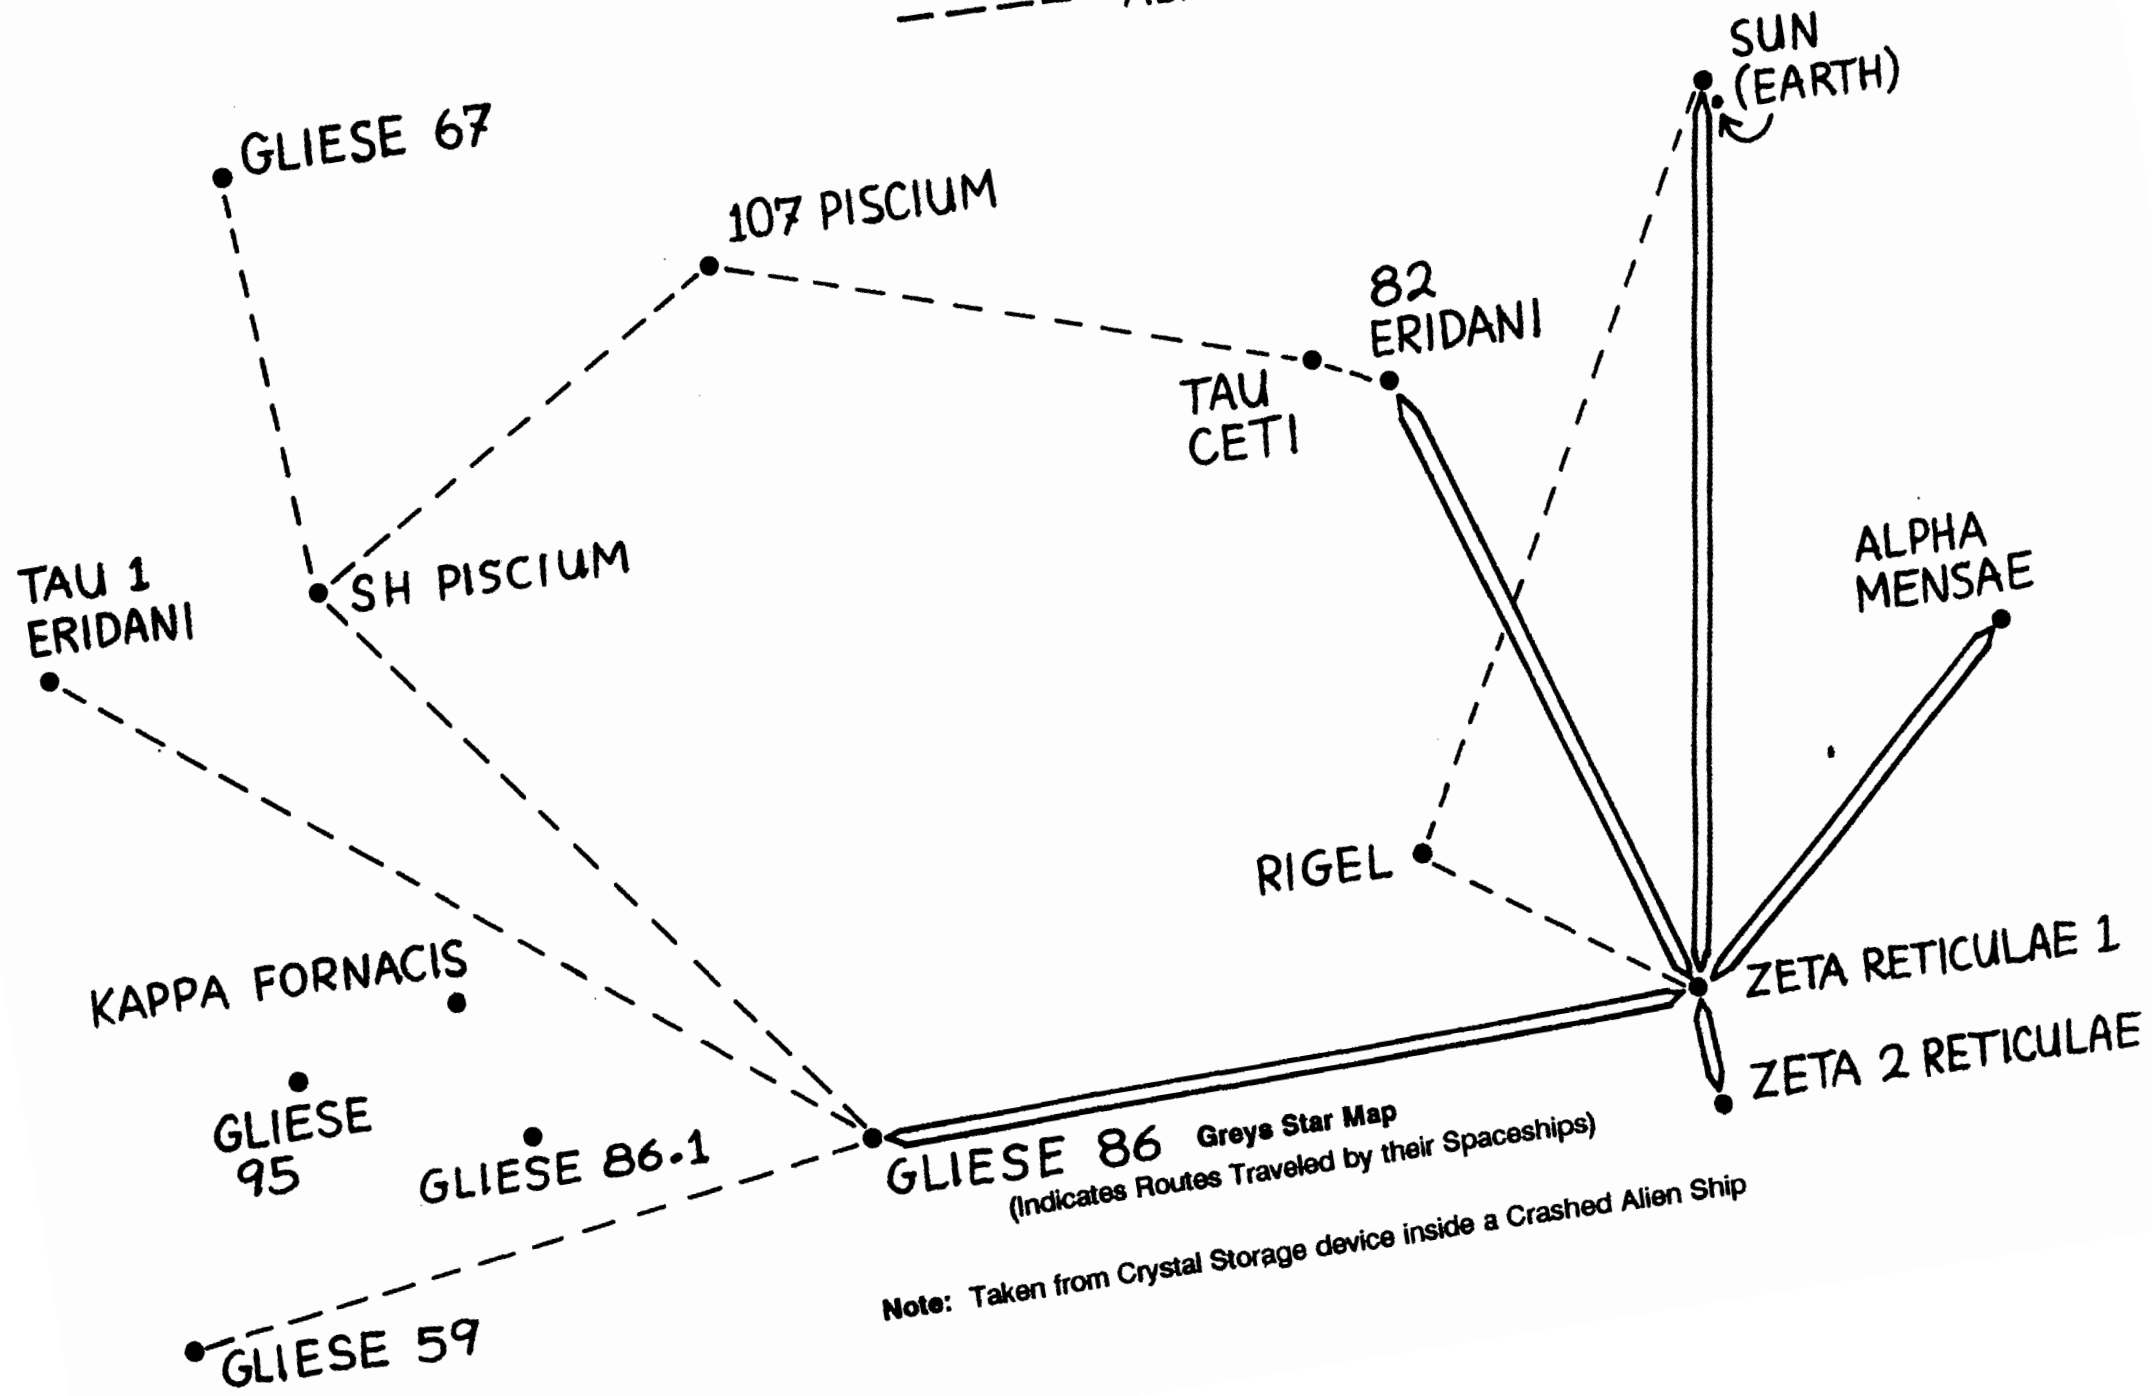 SUN
(EARTH)
GLIESE 67
107 PISCIUM
82
ERIDANI
TAU
CETI
ALPHA
MENSAE
TAU 1
ERIDANI
SH PISCIUM
RIGEL
ZETA RETICULAE 1
KAPPA FORNACIS
ZETA 2 RETICULAE
GLIESE
95
GLIESE 86.1
GLIESE 86
Greys Star Map
(Indicates Routes Traveled by their Spaceships)
Note: Taken from Crystal Storage device inside a Crashed Alien Ship
GLIESE 59